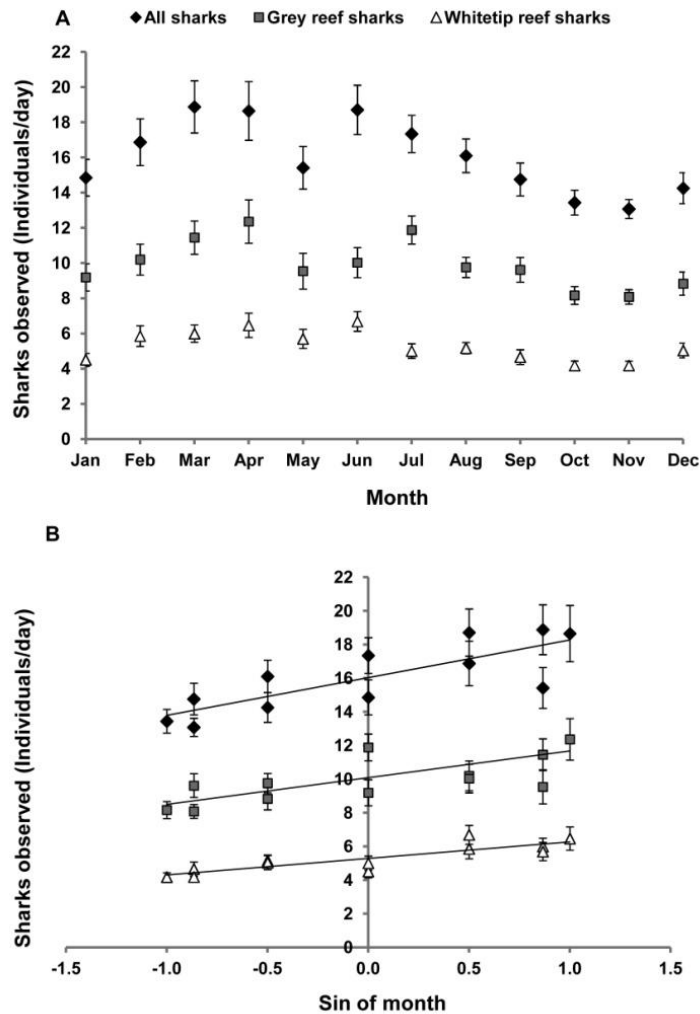 A
All sharks Grey reef sharks Whitetip reef sharks
22
20
18
16
14
12
10
8
6
4
2
0
Sharks observed (Individuals/day)
Jan Feb Mar Apr May Jun Jul Aug Sep Oct Nov Dec
Month
B
22
20
18
16
14
12
10
8
6
4
2
0
Sharks observed (Individuals/day)
-1.5 -1.0 -0.5 0.0 0.5 1.0 1.5
Sin of month